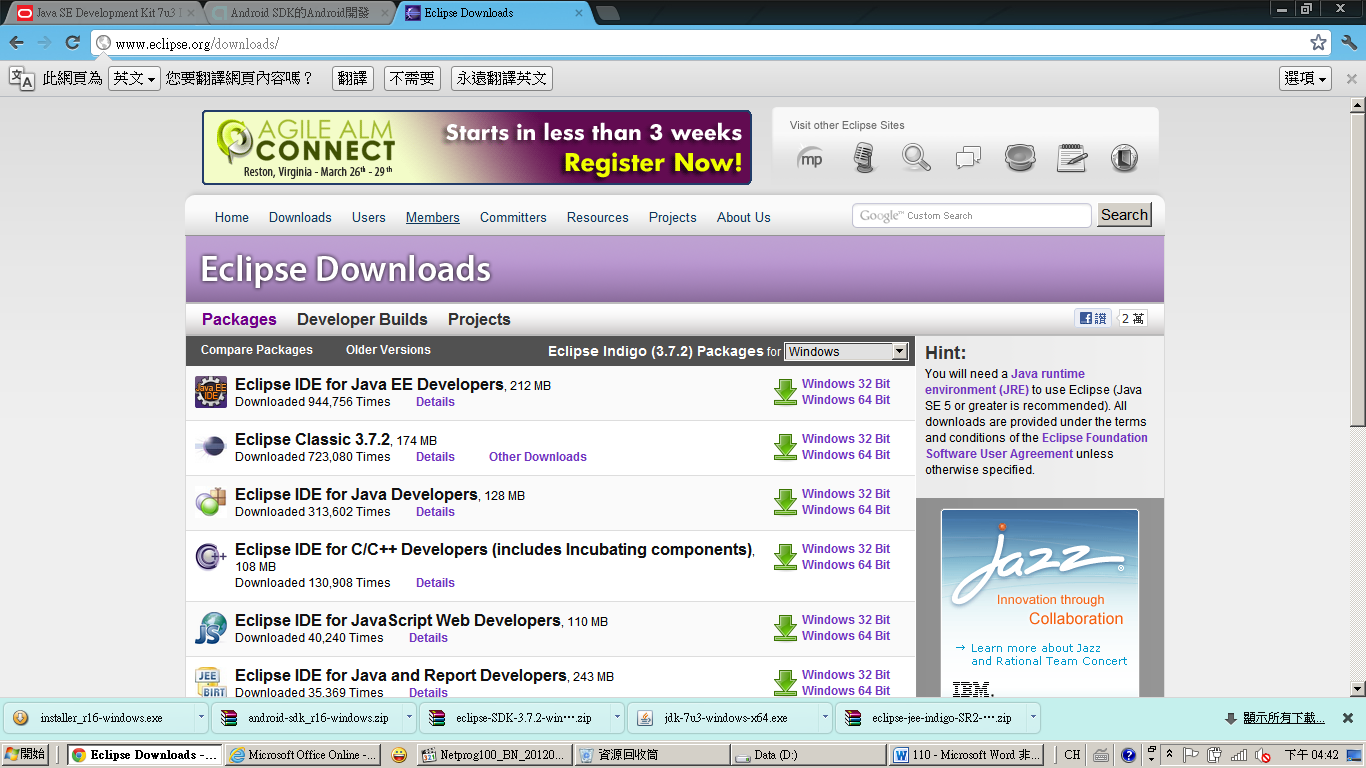 Java SE Development Kit 7u3
Android SDK的Android開發
Eclipse Downloads
www.eclipse.org/downloads/
此網頁為 英文 您要翻譯網頁內容嗎？ 翻譯 不需要 永遠翻譯英文 選項
AGILE ALM
CONNECT
Reston, Virginia - March 26th - 29th
Starts in less than 3 weeks
Register Now!
Visit other Eclipse Sites
mp
Home Downloads Users Members Committers Resources Projects About Us
Google™ Custom Search Search
Eclipse Downloads
Packages Developer Builds Projects
讚 2 萬
Compare Packages Older Versions Eclipse Indigo (3.7.2) Packages for Windows
Java EE IDE
Eclipse IDE for Java EE Developers, 212 MB
Downloaded 944,756 Times Details
Windows 32 Bit
Windows 64 Bit
Eclipse Classic 3.7.2, 174 MB
Downloaded 723,080 Times Details Other Downloads
Windows 32 Bit
Windows 64 Bit
Eclipse IDE for Java Developers, 128 MB
Downloaded 313,602 Times Details
Windows 32 Bit
Windows 64 Bit
C++
Eclipse IDE for C/C++ Developers (includes Incubating components),
108 MB
Downloaded 130,908 Times Details
Windows 32 Bit
Windows 64 Bit
JS
Eclipse IDE for JavaScript Web Developers, 110 MB
Downloaded 40,240 Times Details
Windows 32 Bit
Windows 64 Bit
JEE
BIRT
Eclipse IDE for Java and Report Developers, 243 MB
Downloaded 35,369 Times Details
Windows 32 Bit
Windows 64 Bit
Hint:
You will need a Java runtime
environment (JRE) to use Eclipse (Java
SE 5 or greater is recommended). All
downloads are provided under the terms
and conditions of the Eclipse Foundation
Software User Agreement unless
otherwise specified.
jazz ®
Innovation through
Collaboration
→ Learn more about Jazz
and Rational Team Concert
IBM.
installer_r16-windows.exe
android-sdk_r16-windows.zip
eclipse-SDK-3.7.2-win···.zip
jdk-7u3-windows-x64.exe
eclipse-jee-indigo-SR2-···.zip
顯示所有下載...
開始
Eclipse Downloads - ...
Microsoft Office Online - ...
Netprog100_BN_20120...
資源回收筒
Data (D:)
110 - Microsoft Word 非...
CH
下午 04:42